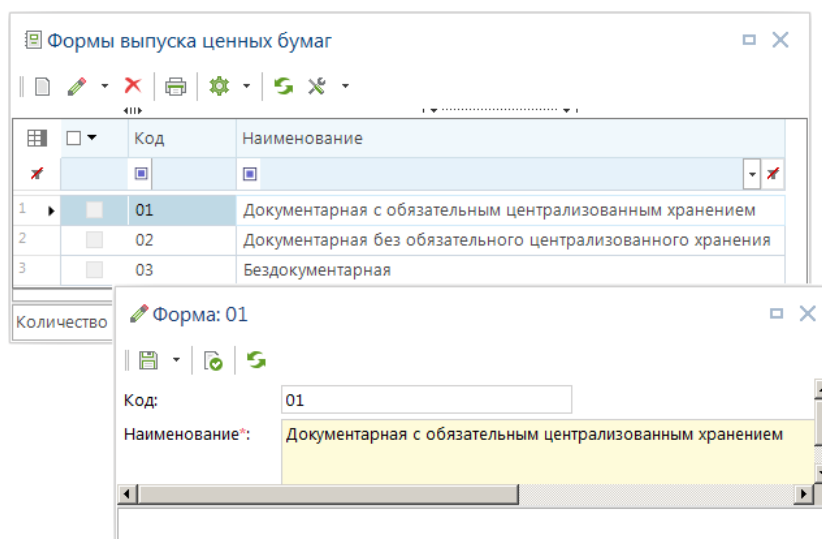 Формы выпуска ценных бумаг
Код Наименование
1 01 Документарная с обязательным централизованным хранением
2 02 Документарная без обязательного централизованного хранения
3 03 Бездокументарная
Количество
Форма: 01
Код: 01
Наименование*: Документарная с обязательным централизованным хранением